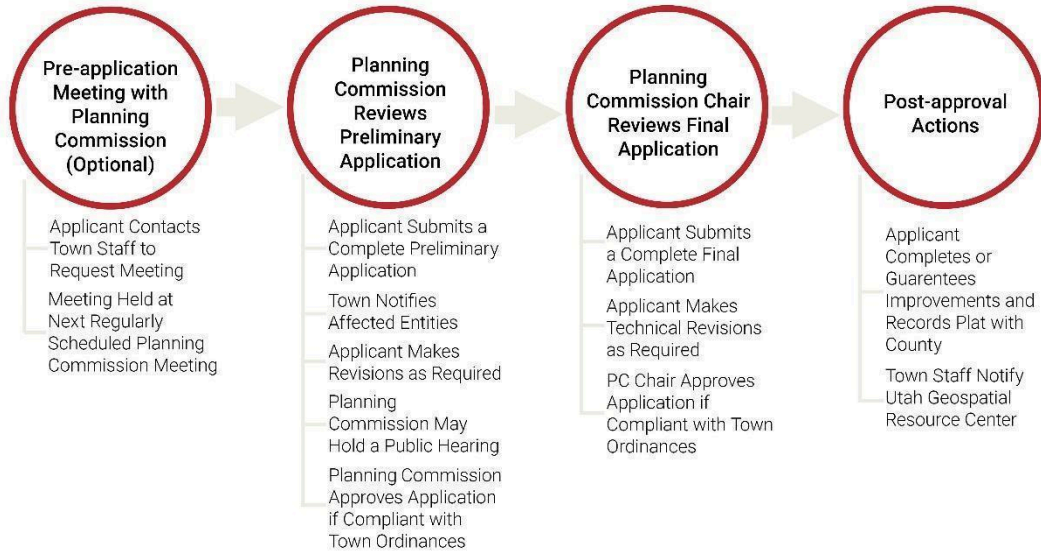 Pre-application
Meeting with
Planning
Commission
(Optional)
Applicant Contacts
Town Staff to
Request Meeting
Meeting Held at
Next Regularly
Scheduled Planning
Commission Meeting
Planning
Commission
Reviews
Preliminary
Application
Applicant Submits a
Complete Preliminary
Application
Town Notifies
Affected Entities
Applicant Makes
Revisions as Required
Planning
Commission May
Hold a Public Hearing
Planning Commission
Approves Application
if Compliant with
Town Ordinances
Planning
Commission Chair
Reviews Final
Application
Applicant Submits
a Complete Final
Application
Applicant Makes
Technical Revisions
as Required
PC Chair Approves
Application if
Compliant with Town
Ordinances
Post-approval
Actions
Applicant
Completes or
Guarentees
Improvements and
Records Plat with
County
Town Staff Notify
Utah Geospatial
Resource Center